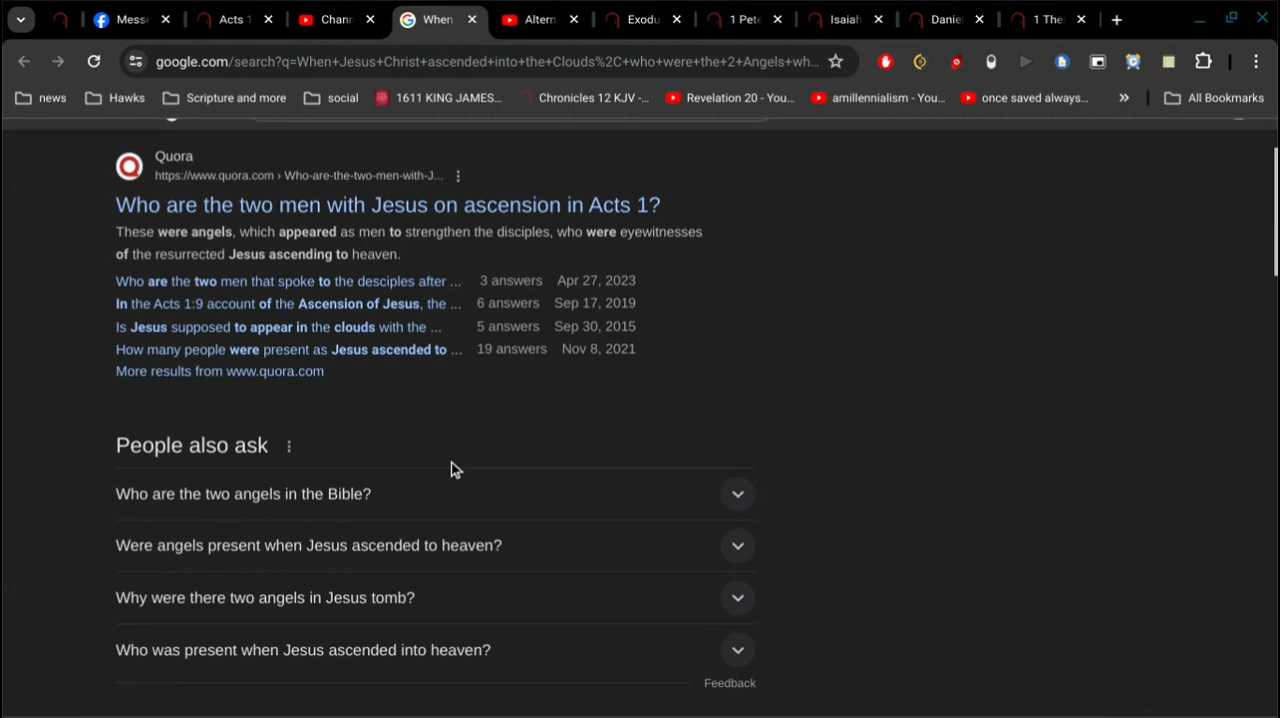 Mess
Acts 1
Chann
When
Altern
Exodu
1 Pet
Isaiah
Daniel
1 The
google.com/search?q=When+Jesus+Christ+ascended+into+the+Clouds%2C+who+were+the+2+Angels+wh...
news
Hawks
Scripture and more
social
1611 KING JAMES...
Chronicles 12 KJV -...
Revelation 20 - You...
amillennialism - You...
once saved always...
All Bookmarks
Quora
https://www.quora.com › Who-are-the-two-men-with-J...
Who are the two men with Jesus on ascension in Acts 1?
These were angels, which appeared as men to strengthen the disciples, who were eyewitnesses
of the resurrected Jesus ascending to heaven.
Who are the two men that spoke to the desciples after ... 3 answers Apr 27, 2023
In the Acts 1:9 account of the Ascension of Jesus, the ... 6 answers Sep 17, 2019
Is Jesus supposed to appear in the clouds with the ... 5 answers Sep 30, 2015
How many people were present as Jesus ascended to ... 19 answers Nov 8, 2021
More results from www.quora.com
People also ask
Who are the two angels in the Bible?
Were angels present when Jesus ascended to heaven?
Why were there two angels in Jesus tomb?
Who was present when Jesus ascended into heaven?
Feedback